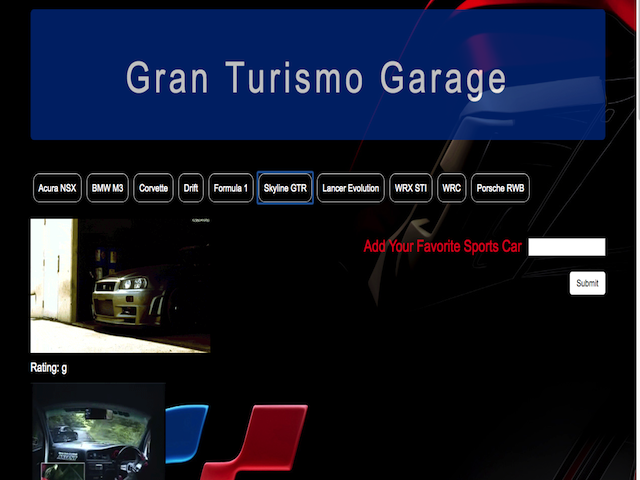 Gran Turismo Garage
Acura NSX BMW M3 Corvette Drift Formula 1 Skyline GTR Lancer Evolution WRX STI WRC Porsche RWB
Add Your Favorite Sports Car
Submit
Rating: g